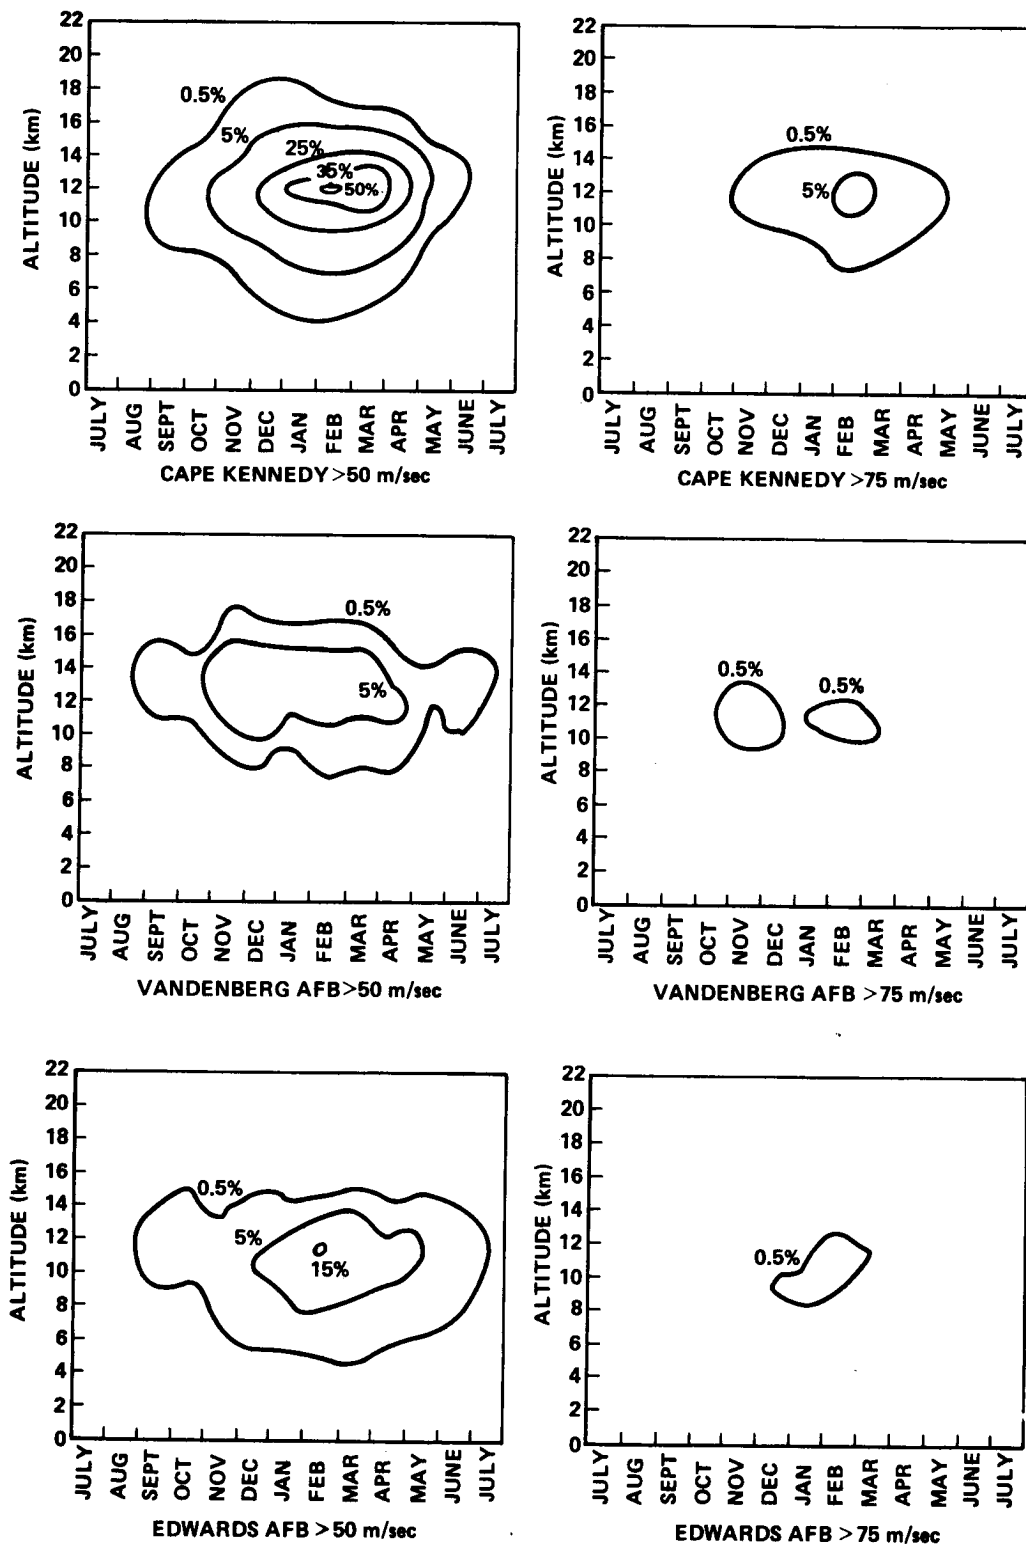 22
20
18
16
14
12
10
8
6
4
2
0
ALTITUDE (km)
0.5%
5%
25%
35%
50%
JULY
AUG
SEPT
OCT
NOV
DEC
JAN
FEB
MAR
APR
MAY
JUNE
JULY
CAPE KENNEDY >50 m/sec
22
20
18
16
14
12
10
8
6
4
2
0
ALTITUDE (km)
0.5%
5%
JULY
AUG
SEPT
OCT
NOV
DEC
JAN
FEB
MAR
APR
MAY
JUNE
JULY
CAPE KENNEDY >75 m/sec
22
20
18
16
14
12
10
8
6
4
2
0
ALTITUDE (km)
0.5%
5%
JULY
AUG
SEPT
OCT
NOV
DEC
JAN
FEB
MAR
APR
MAY
JUNE
JULY
VANDENBERG AFB>50 m/sec
22
20
18
16
14
12
10
8
6
4
2
0
ALTITUDE (km)
0.5%
0.5%
JULY
AUG
SEPT
OCT
NOV
DEC
JAN
FEB
MAR
APR
MAY
JUNE
JULY
VANDENBERG AFB >75 m/sec
22
20
18
16
14
12
10
8
6
4
2
0
ALTITUDE (km)
0.5%
5%
15%
JULY
AUG
SEPT
OCT
NOV
DEC
JAN
FEB
MAR
APR
MAY
JUNE
JULY
EDWARDS AFB >50 m/sec
22
20
18
16
14
12
10
8
6
4
2
0
ALTITUDE (km)
0.5%
JULY
AUG
SEPT
OCT
NOV
DEC
JAN
FEB
MAR
APR
MAY
JUNE
JULY
EDWARDS AFB >75 m/sec